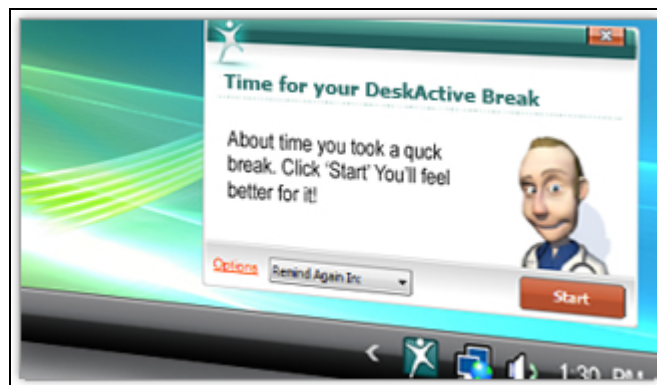 Time for your DeskActive Break
About time you took a quck
break. Click 'Start' You'll feel
better for it!
Options
Remind Again In:
Start
1:30 PM